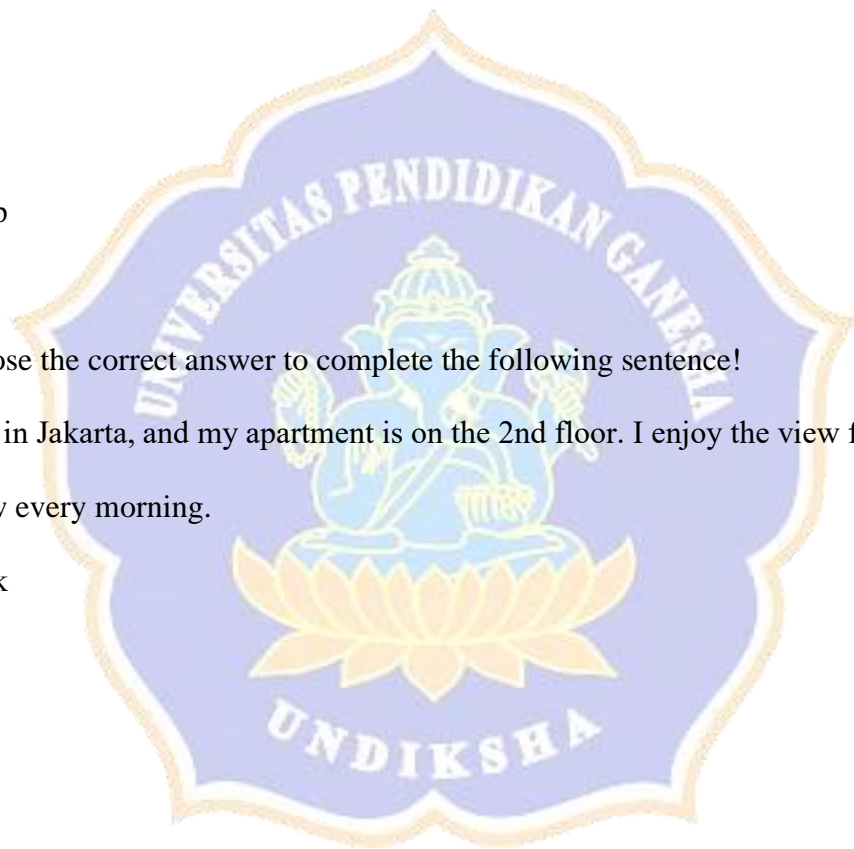 UNIVERSITAS PENDIDIKAN GANESHA
ose the correct answer to complete the following sentence!
in Jakarta, and my apartment is on the 2nd floor. I enjoy the view f
y every morning.
k
UNDIKSHA